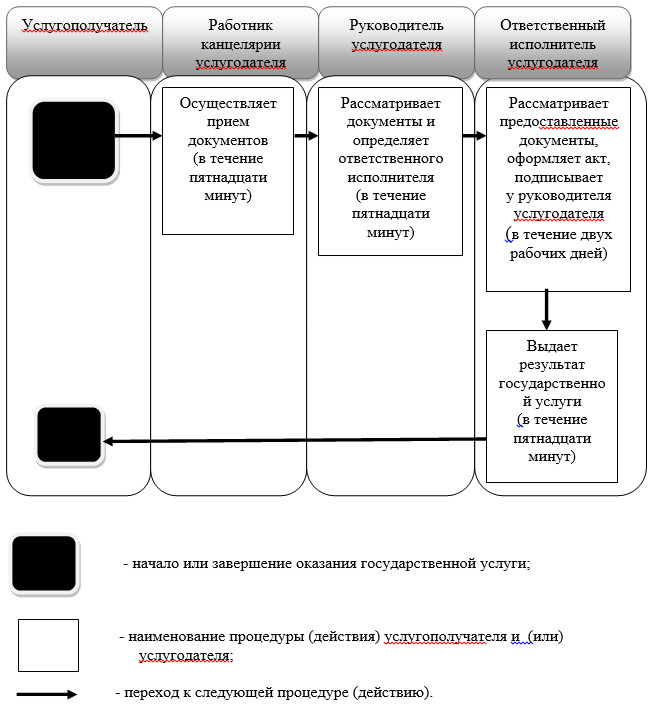 Услугополучатель
Работник
канцелярии
услугодателя
Руководитель
услугодателя
Ответственный
исполнитель
услугодателя
Осуществляет
прием
документов
(в течение
пятнадцати
минут)
Рассматривает
документы и
определяет
ответственного
исполнителя
(в течение
пятнадцати
минут)
Рассматривает
предоставленные
документы,
оформляет акт,
подписывает
у руководителя
услугодателя
(в течение двух
рабочих дней)
Выдает
результат
государственно
й услуги
(в течение
пятнадцати
минут)
- начало или завершение оказания государственной услуги;
- наименование процедуры (действия) услугополучателя и (или)
услугодателя;
- переход к следующей процедуре (действию).